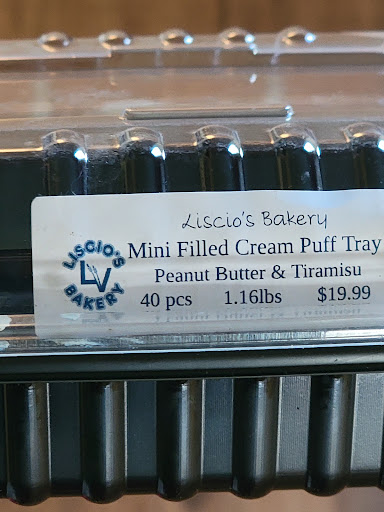 Liscio's Bakery
LISCIO'S
LV
BAKERY
Mini Filled Cream Puff Tray
Peanut Butter & Tiramisu
40 pcs 1.16lbs $19.99